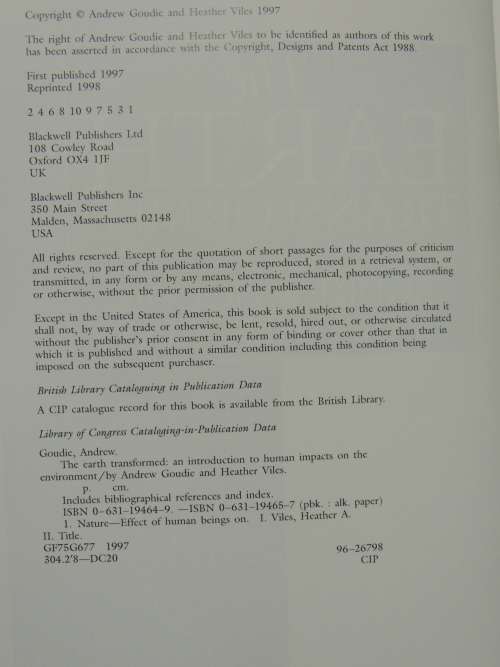 Copyright © Andrew Goudie and Heather Viles 1997
The right of Andrew Goudie and Heather Viles to be identified as authors of this work
has been asserted in accordance with the Copyright, Designs and Patents Act 1988.
First published 1997
Reprinted 1998
2 4 6 8 10 9 7 5 3 1
Blackwell Publishers Ltd
108 Cowley Road
Oxford OX4 1JF
UK
Blackwell Publishers Inc
350 Main Street
Malden, Massachusetts 02148
USA
All rights reserved. Except for the quotation of short passages for the purposes of criticism
and review, no part of this publication may be reproduced, stored in a retrieval system, or
transmitted, in any form or by any means, electronic, mechanical, photocopying, recording
or otherwise, without the prior permission of the publisher.
Except in the United States of America, this book is sold subject to the condition that it
shall not, by way of trade or otherwise, be lent, resold, hired out, or otherwise circulated
without the publisher's prior consent in any form of binding or cover other than that in
which it is published and without a similar condition including this condition being
imposed on the subsequent purchaser.
British Library Cataloguing in Publication Data
A CIP catalogue record for this book is available from the British Library.
Library of Congress Cataloging-in-Publication Data
Goudie, Andrew.
The earth transformed: an introduction to human impacts on the
environment/by Andrew Goudie and Heather Viles.
p. cm.
Includes bibliographical references and index.
ISBN 0–631–19464–9. —ISBN 0–631–19465–7 (pbk. : alk. paper)
1. Nature—Effect of human beings on. I. Viles, Heather A.
II. Title.
GF75G677 1997 96–26798
304.2'8—DC20 CIP